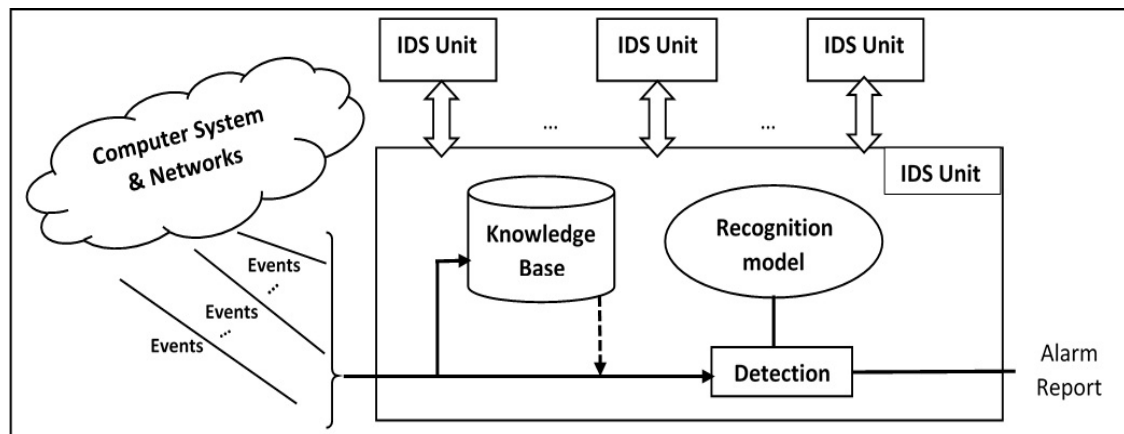 IDS Unit
IDS Unit
IDS Unit
Computer System
& Networks
...
...
IDS Unit
Knowledge
Base
Recognition
model
Events
...
Events
...
Events
Detection
Alarm
Report